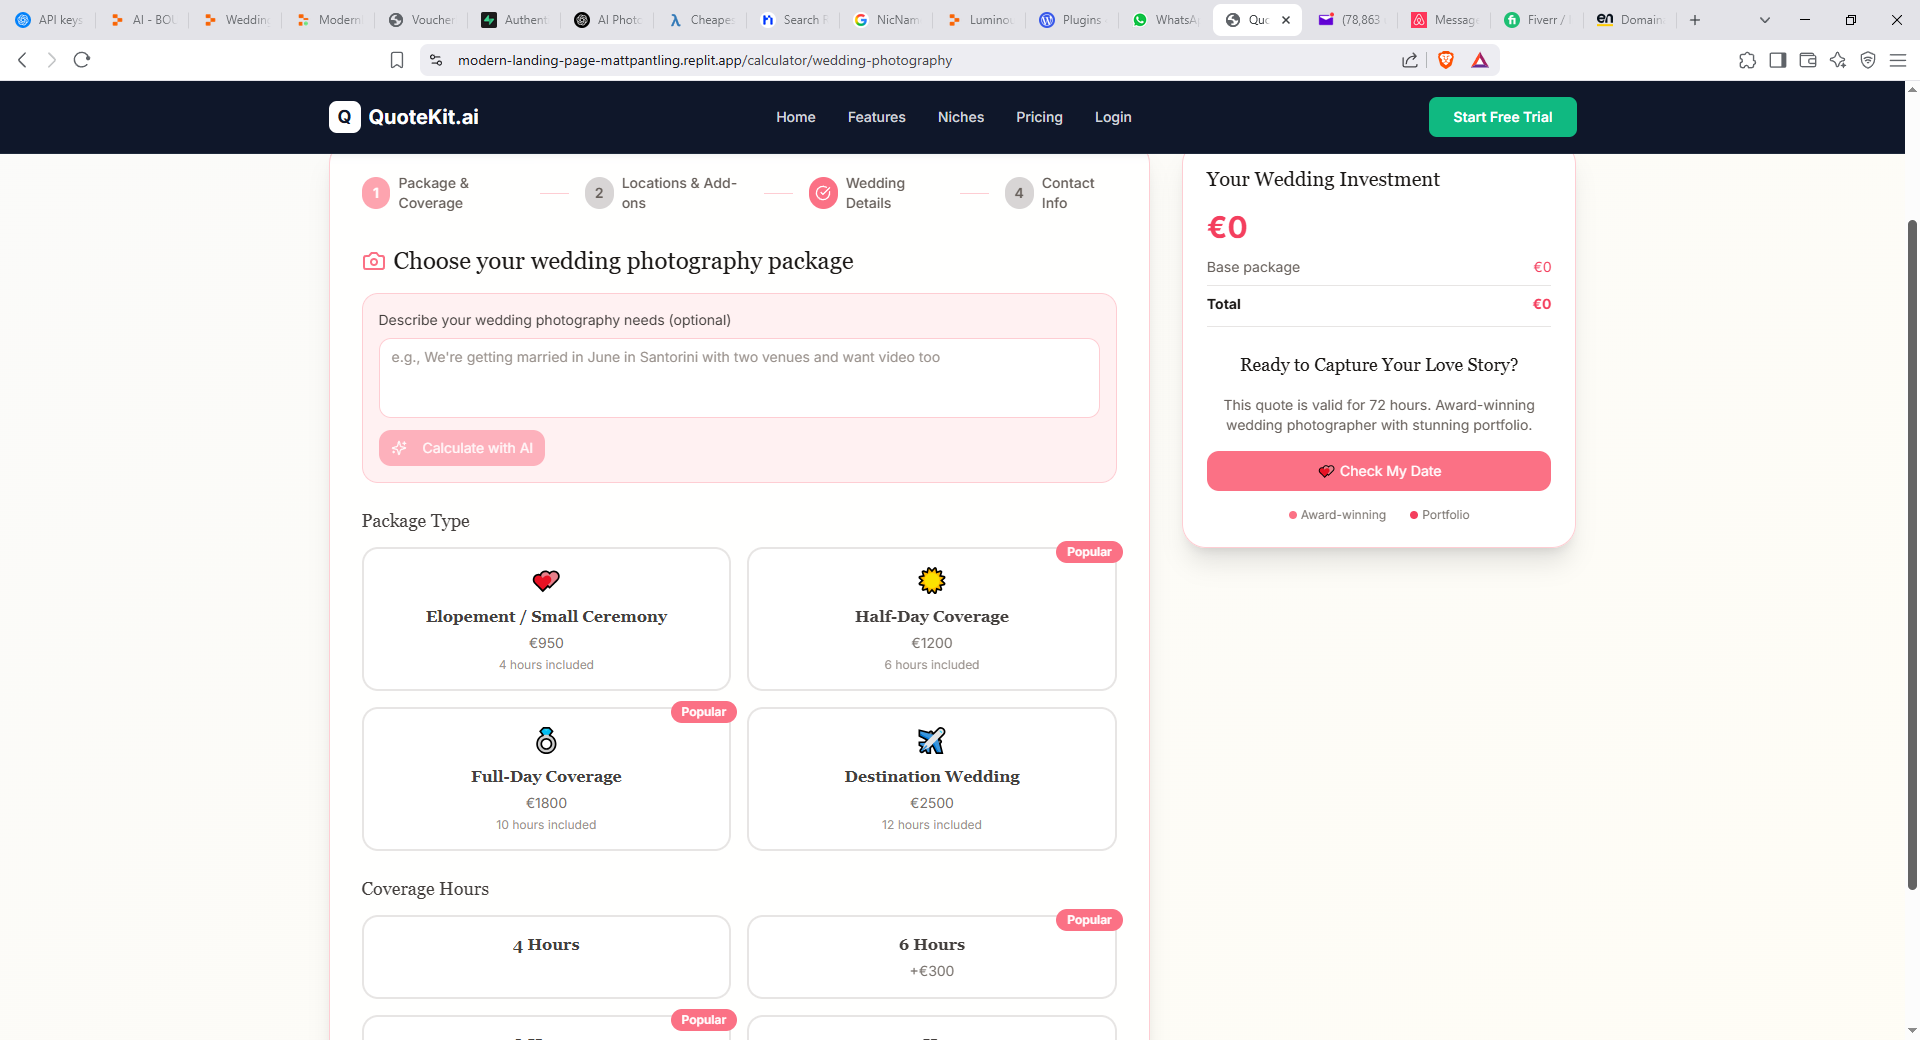 API keys
AI - BOU
Wedding
Modern
Voucher
Authent
AI Photo
Cheapes
Search R
NicName
Luminou
Plugins
WhatsAp
Quo
(78,863
Message
Fiverr /
Domain
modern-landing-page-mattpantling.replit.app/calculator/wedding-photography
Q QuoteKit.ai
Home
Features
Niches
Pricing
Login
Start Free Trial
1
Package &
Coverage
2
Locations & Add-
ons
Wedding
Details
4
Contact
Info
Choose your wedding photography package
Describe your wedding photography needs (optional)
e.g., We're getting married in June in Santorini with two venues and want video too
Calculate with AI
Package Type
Elopement / Small Ceremony
€950
4 hours included
Popular
Half-Day Coverage
€1200
6 hours included
Popular
Full-Day Coverage
€1800
10 hours included
Destination Wedding
€2500
12 hours included
Coverage Hours
4 Hours
Popular
6 Hours
+€300
Popular
Your Wedding Investment
€0
Base package €0
Total €0
Ready to Capture Your Love Story?
This quote is valid for 72 hours. Award-winning
wedding photographer with stunning portfolio.
Check My Date
Award-winning
Portfolio